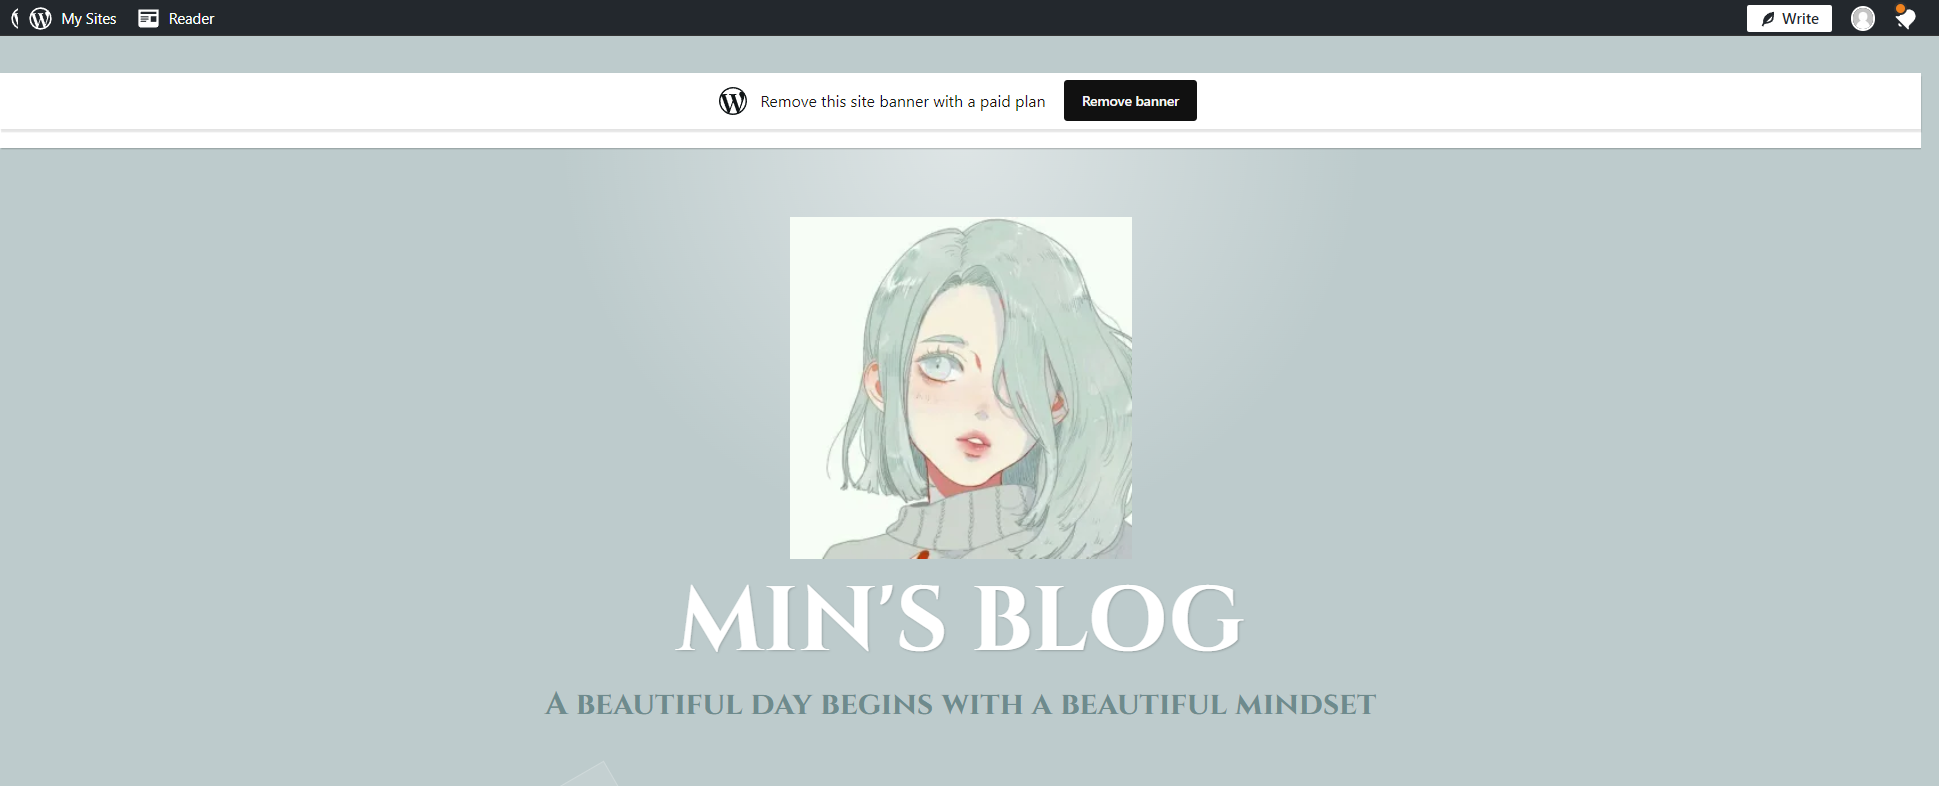 My Sites Reader Write
Remove this site banner with a paid plan Remove banner
MIN'S BLOG
A BEAUTIFUL DAY BEGINS WITH A BEAUTIFUL MINDSET